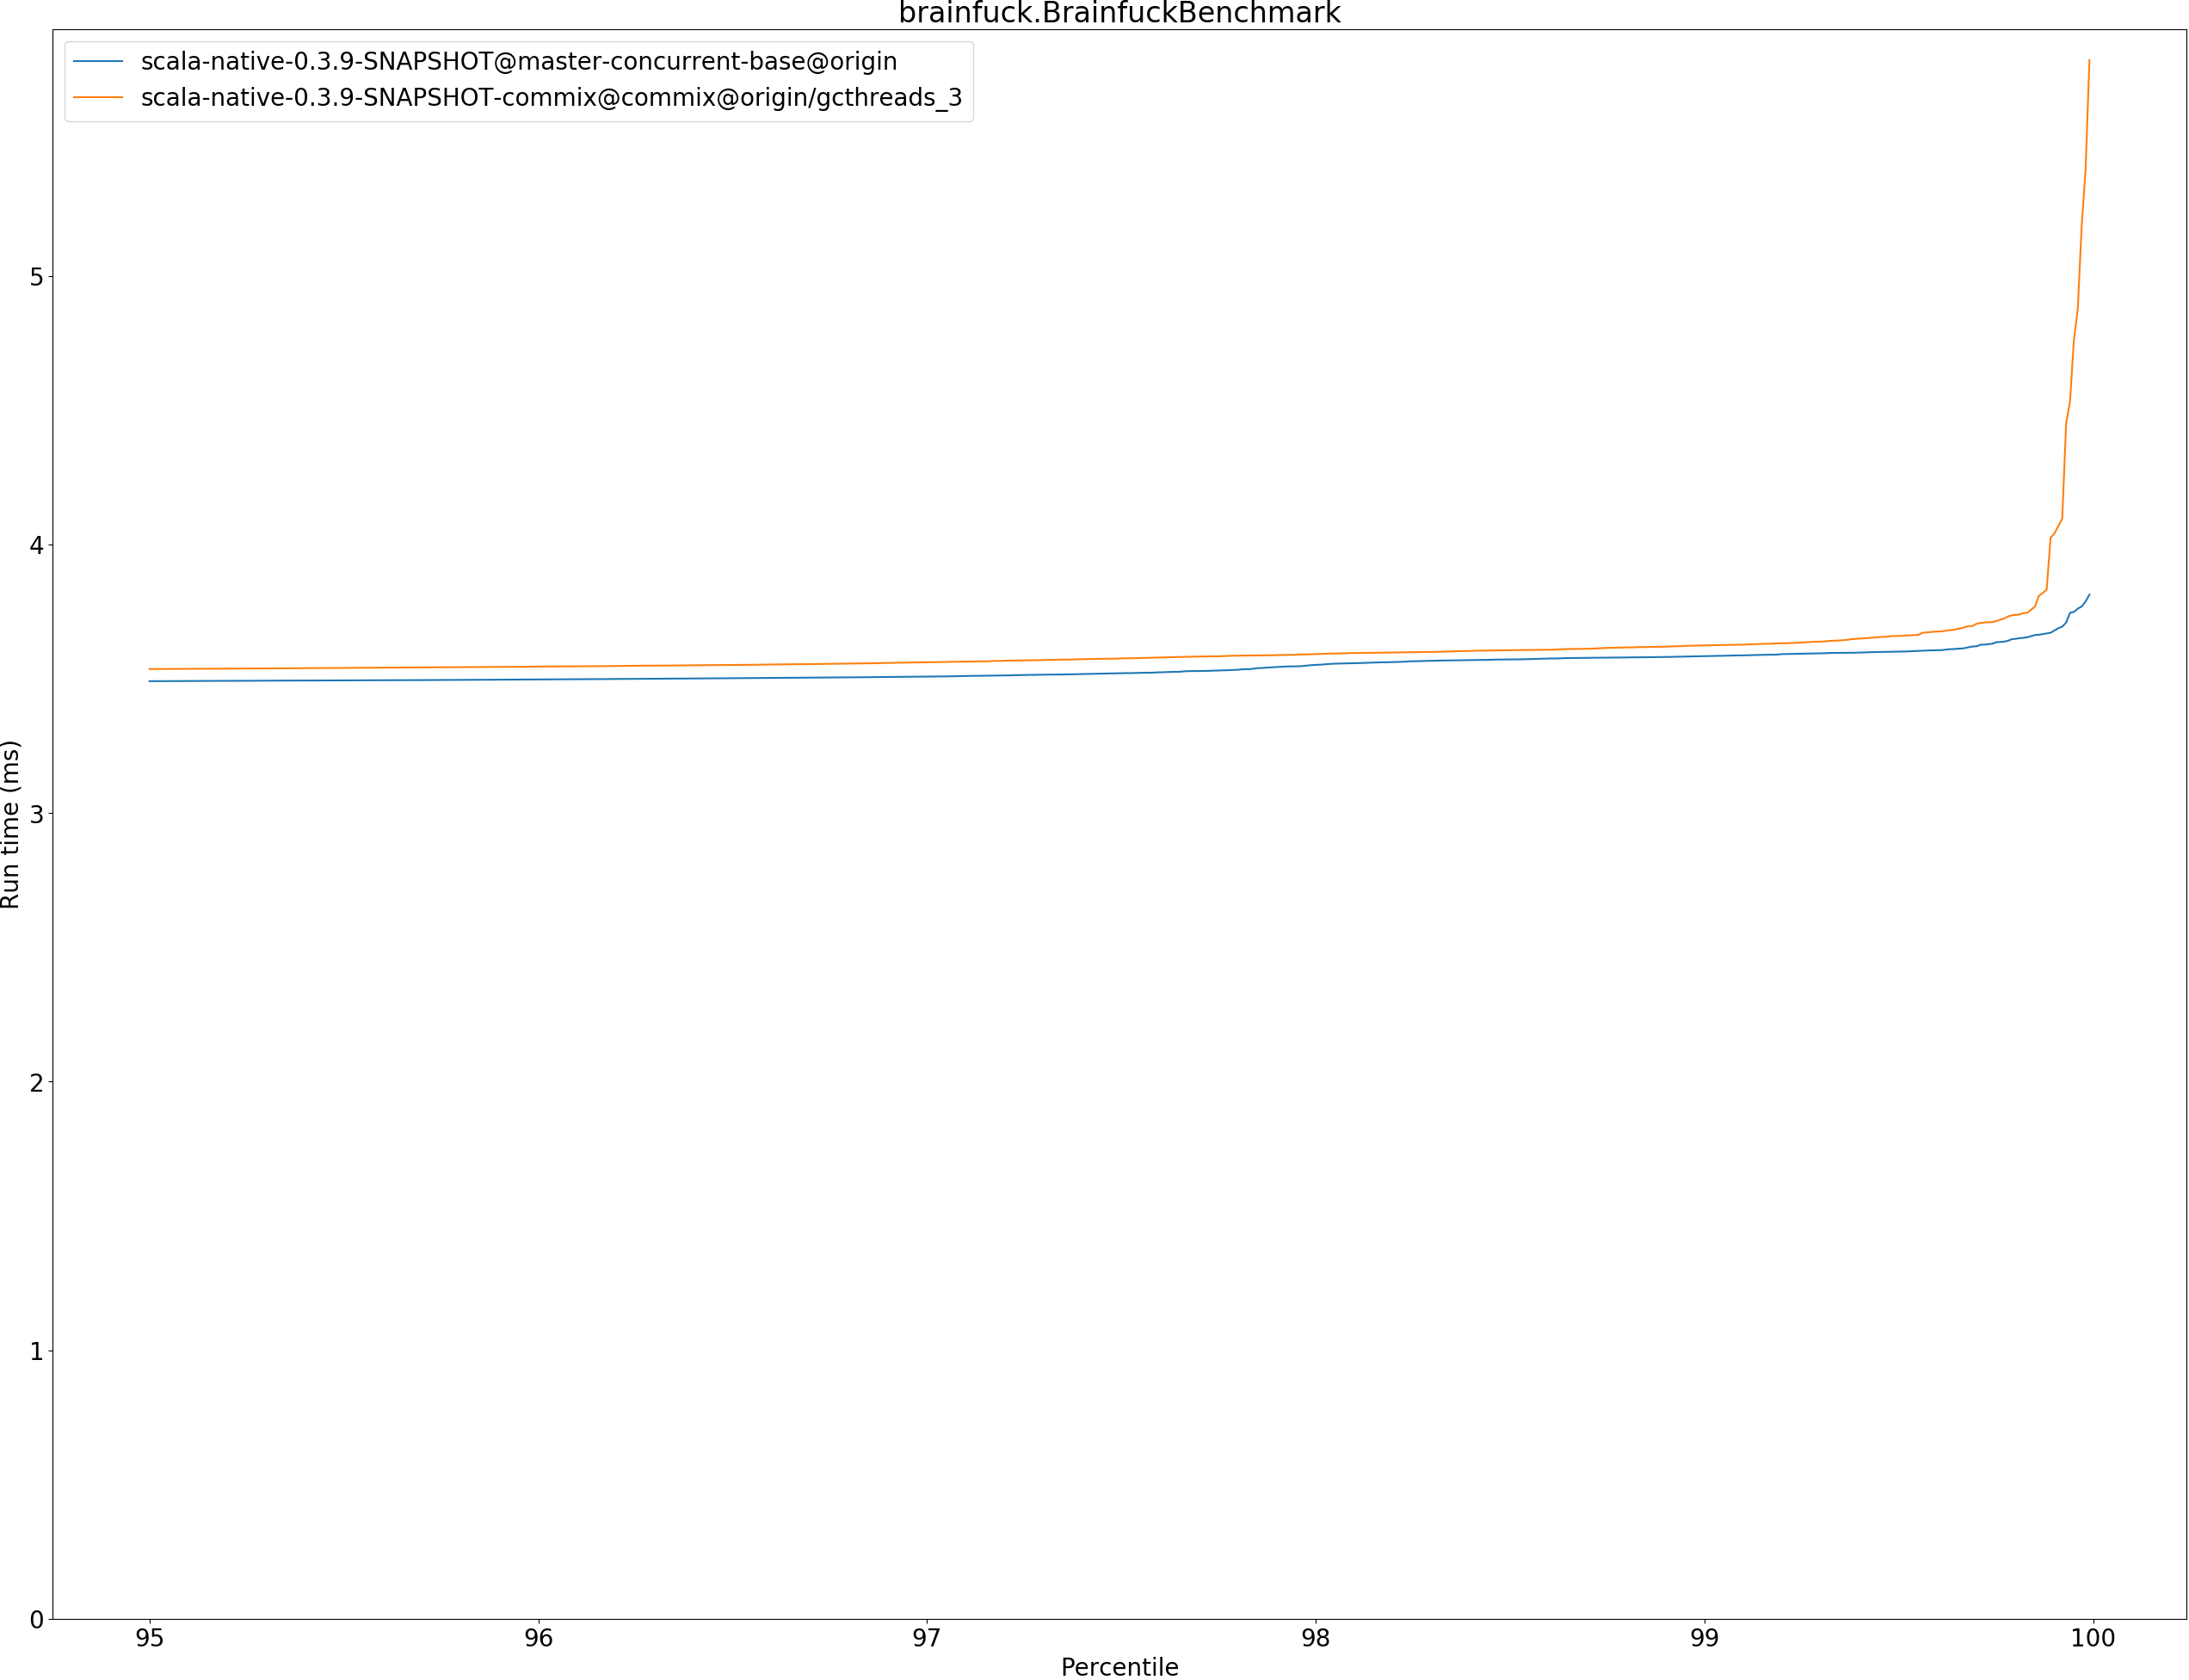 brainfuck.BrainfuckBenchmark
scala-native-0.3.9-SNAPSHOT@master-concurrent-base@origin
scala-native-0.3.9-SNAPSHOT-commix@commix@origin/gcthreads_3
5
4
3
2
1
0
Run time (ms)
95 96 97 98 99 100
Percentile